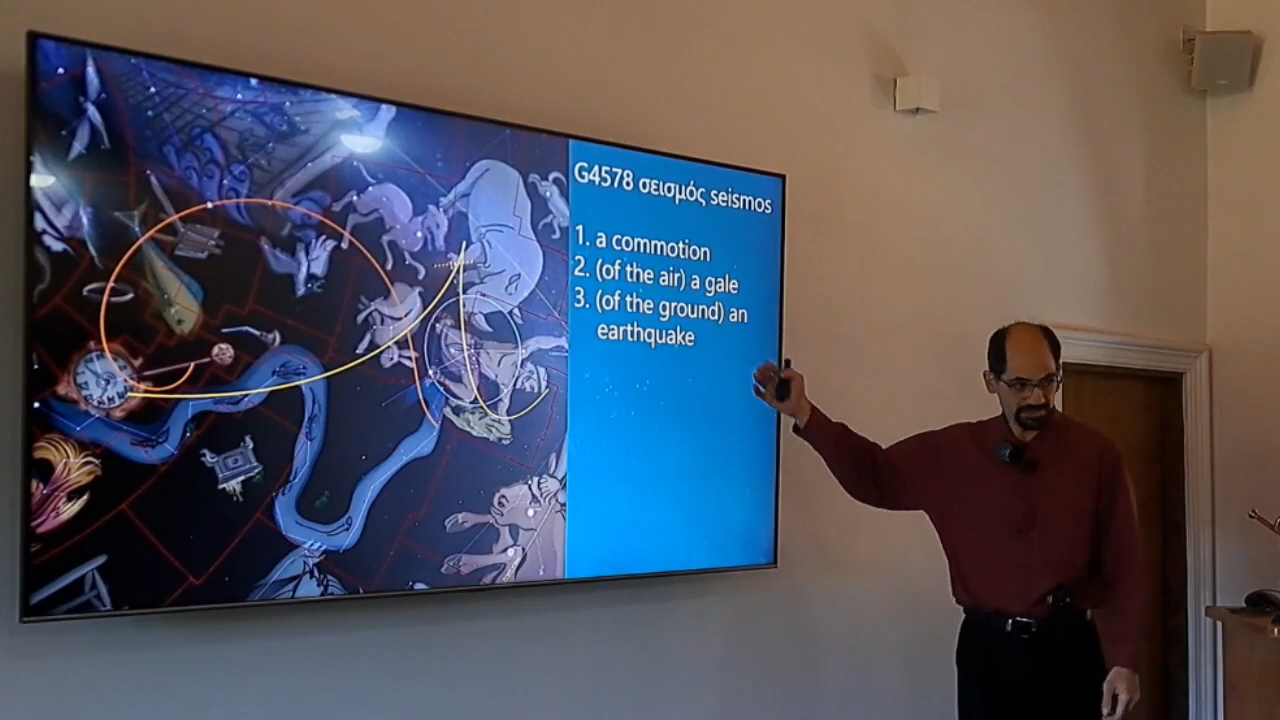 G4578 σεισμός seismos
1. a commotion
2. (of the air) a gale
3. (of the ground) an
earthquake